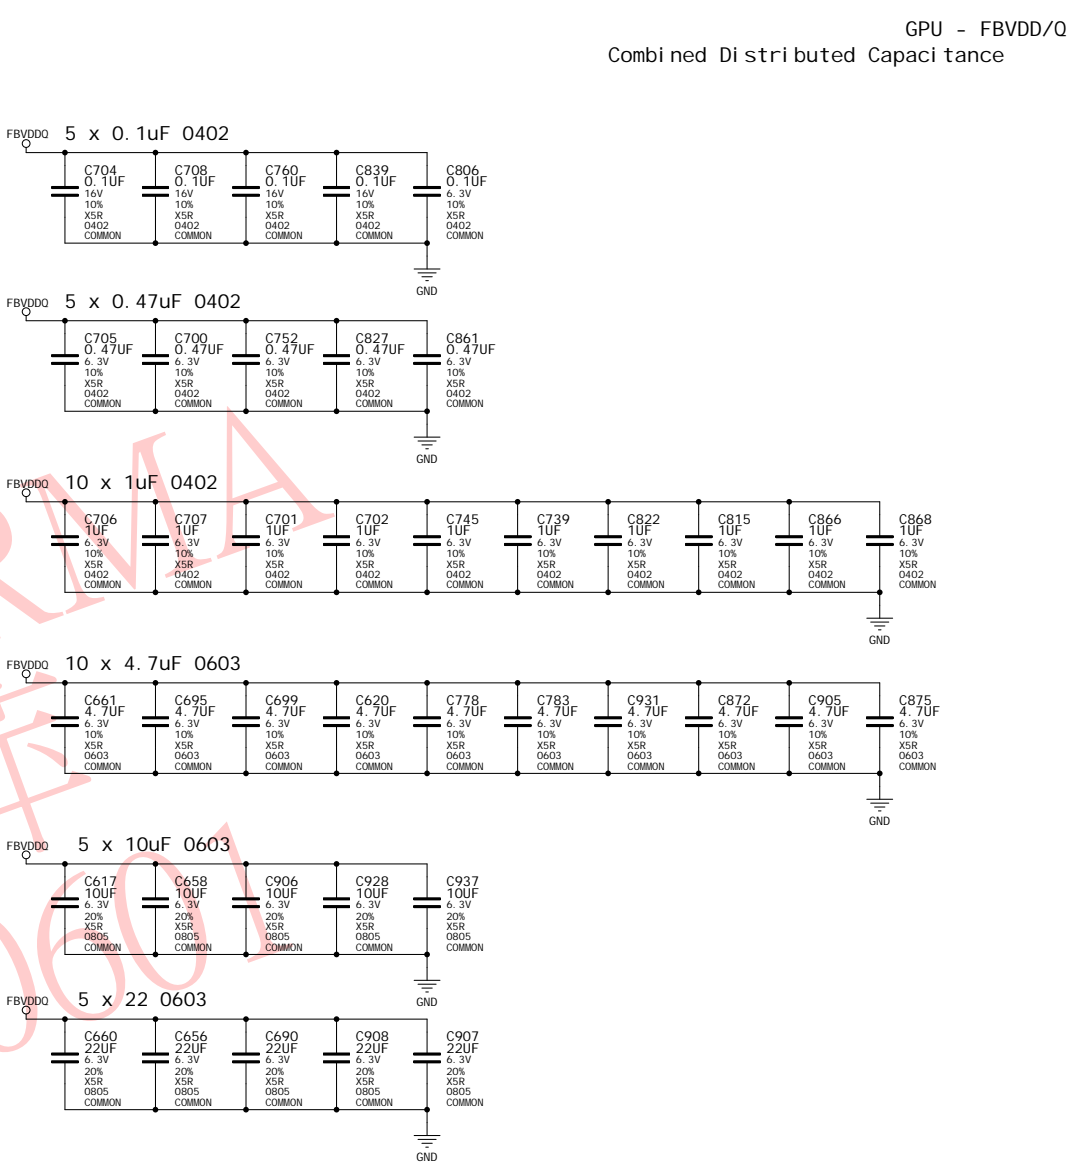 GPU - FBVDD/Q
Combined Distributed Capacitance
FBVDDQ 5 x 0.1uF 0402
C704 C708 C760 C839 C806
0.1UF 0.1UF 0.1UF 0.1UF 0.1UF
16V 16V 16V 16V 6.3V
10% 10% 10% 10% 10%
X5R X5R X5R X5R X5R
0402 0402 0402 0402 0402
COMMON COMMON COMMON COMMON COMMON
GND
FBVDDQ 5 x 0.47uF 0402
C705 C700 C752 C827 C861
0.47UF 0.47UF 0.47UF 0.47UF 0.47UF
6.3V 6.3V 6.3V 6.3V 6.3V
10% 10% 10% 10% 10%
X5R X5R X5R X5R X5R
0402 0402 0402 0402 0402
COMMON COMMON COMMON COMMON COMMON
GND
FBVDDQ 10 x 1uF 0402
C706 C707 C701 C702 C745 C739 C822 C815 C866 C868
1UF 1UF 1UF 1UF 1UF 1UF 1UF 1UF 1UF 1UF
6.3V 6.3V 6.3V 6.3V 6.3V 6.3V 6.3V 6.3V 6.3V 6.3V
10% 10% 10% 10% 10% 10% 10% 10% 10% 10%
X5R X5R X5R X5R X5R X5R X5R X5R X5R X5R
0402 0402 0402 0402 0402 0402 0402 0402 0402 0402
COMMON COMMON COMMON COMMON COMMON COMMON COMMON COMMON COMMON COMMON
GND
FBVDDQ 10 x 4.7uF 0603
C661 C695 C699 C620 C778 C783 C931 C872 C905 C875
4.7UF 4.7UF 4.7UF 4.7UF 4.7UF 4.7UF 4.7UF 4.7UF 4.7UF 4.7UF
6.3V 6.3V 6.3V 6.3V 6.3V 6.3V 6.3V 6.3V 6.3V 6.3V
10% 10% 10% 10% 10% 10% 10% 10% 10% 10%
X5R X5R X5R X5R X5R X5R X5R X5R X5R X5R
0603 0603 0603 0603 0603 0603 0603 0603 0603 0603
COMMON COMMON COMMON COMMON COMMON COMMON COMMON COMMON COMMON COMMON
GND
FBVDDQ 5 x 10uF 0603
C617 C658 C906 C928 C937
10UF 10UF 10UF 10UF 10UF
6.3V 6.3V 6.3V 6.3V 6.3V
20% 20% 20% 20% 20%
X5R X5R X5R X5R X5R
0805 0805 0805 0805 0805
COMMON COMMON COMMON COMMON COMMON
GND
FBVDDQ 5 x 22 0603
C660 C656 C690 C908 C907
22UF 22UF 22UF 22UF 22UF
6.3V 6.3V 6.3V 6.3V 6.3V
20% 20% 20% 20% 20%
X5R X5R X5R X5R X5R
0805 0805 0805 0805 0805
COMMON COMMON COMMON COMMON COMMON
GND
RMA
0601